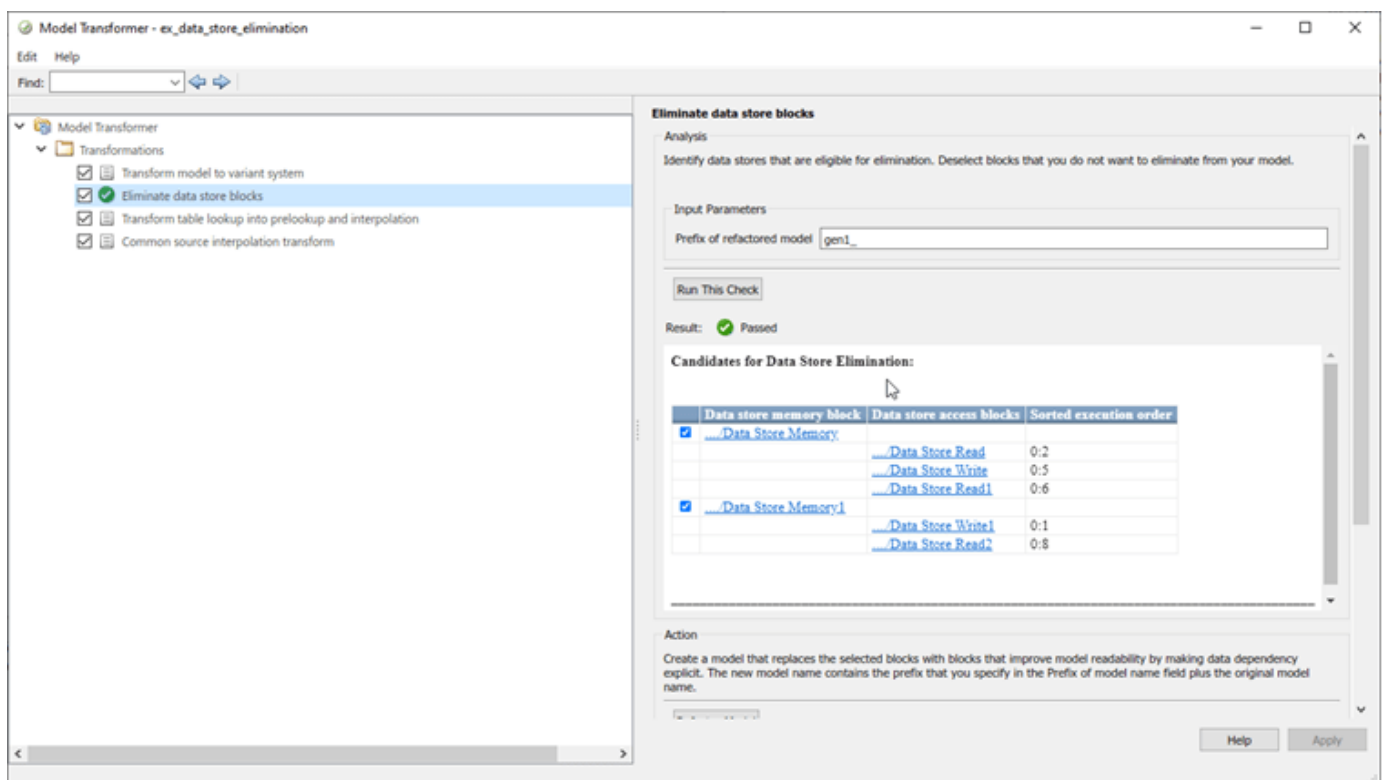 Model Transformer - ex_data_store_elimination
Edit Help
Find:
Model Transformer
Transformations
Transform model to variant system
Eliminate data store blocks
Transform table lookup into prelookup and interpolation
Common source interpolation transform
Eliminate data store blocks
Analysis
Identify data stores that are eligible for elimination. Deselect blocks that you do not want to eliminate from your model.
Input Parameters
Prefix of refactored model gen1_
Run This Check
Result: Passed
Candidates for Data Store Elimination:
Data store memory block Data store access blocks Sorted execution order
..../Data Store Memory
..../Data Store Read 0:2
..../Data Store Write 0:5
..../Data Store Read1 0:6
..../Data Store Memory1
..../Data Store Write1 0:1
..../Data Store Read2 0:8
Action
Create a model that replaces the selected blocks with blocks that improve model readability by making data dependency
explicit. The new model name contains the prefix that you specify in the Prefix of model name field plus the original model
name.
Help Apply